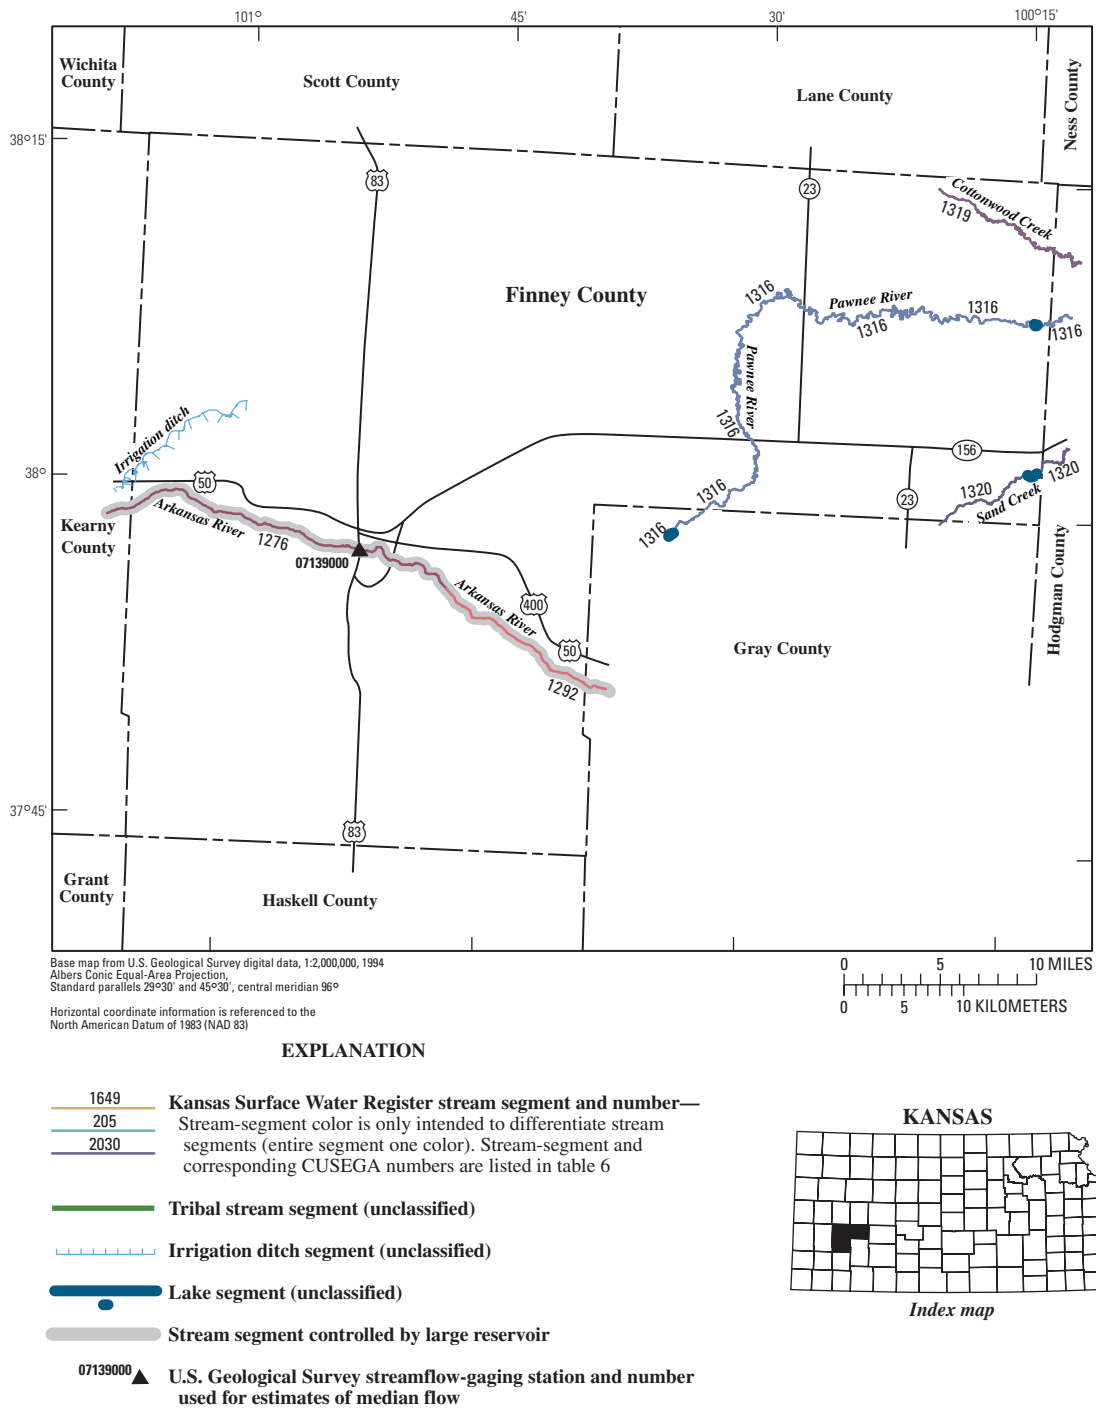 101°
45'
30'
100°15'
Wichita
County
Scott County
Lane County
Ness County
38°15'
83
23
Cottonwood Creek
1319
Finney County
1316
Pawnee River
1316
1316
1316
Pawnee River
1316
Irrigation ditch
38°
50
156
23
1320
1320
Sand Creek
1316
1316
Kearny
County
Arkansas River
1276
07139000
Arkansas River
400
50
1292
Gray County
Hodgman County
37°45'
83
Grant
County
Haskell County
Base map from U.S. Geological Survey digital data, 1:2,000,000, 1994
Albers Conic Equal-Area Projection,
Standard parallels 29°30' and 45°30', central meridian 96°
Horizontal coordinate information is referenced to the
North American Datum of 1983 (NAD 83)
0 5 10 MILES
0 5 10 KILOMETERS
EXPLANATION
1649
205
2030
Kansas Surface Water Register stream segment and number—
Stream-segment color is only intended to differentiate stream
segments (entire segment one color). Stream-segment and
corresponding CUSEGA numbers are listed in table 6
Tribal stream segment (unclassified)
Irrigation ditch segment (unclassified)
Lake segment (unclassified)
Stream segment controlled by large reservoir
07139000
U.S. Geological Survey streamflow-gaging station and number
used for estimates of median flow
KANSAS
Index map